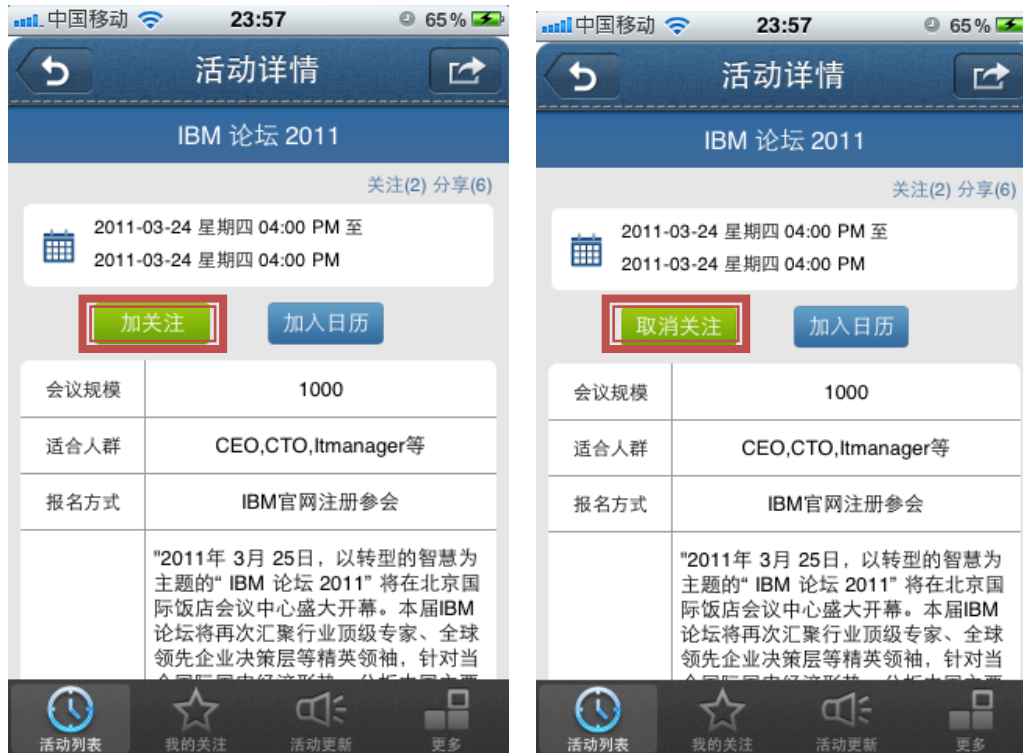 中国移动 23:57 65%
活动详情
IBM 论坛 2011
关注(2) 分享(6)
2011-03-24 星期四 04:00 PM 至
2011-03-24 星期四 04:00 PM
加关注 加入日历
会议规模 1000
适合人群 CEO,CTO,Itmanager等
报名方式 IBM官网注册参会
"2011年 3月 25日，以转型的智慧为
主题的“ IBM 论坛 2011” 将在北京国
际饭店会议中心盛大开幕。本届IBM
论坛将再次汇聚行业顶级专家、全球
领先企业决策层等精英领袖，针对当
活动列表 我的关注 活动更新 更多
中国移动 23:57 65%
活动详情
IBM 论坛 2011
关注(2) 分享(6)
2011-03-24 星期四 04:00 PM 至
2011-03-24 星期四 04:00 PM
取消关注 加入日历
会议规模 1000
适合人群 CEO,CTO,Itmanager等
报名方式 IBM官网注册参会
"2011年 3月 25日，以转型的智慧为
主题的“ IBM 论坛 2011” 将在北京国
际饭店会议中心盛大开幕。本届IBM
论坛将再次汇聚行业顶级专家、全球
领先企业决策层等精英领袖，针对当
活动列表 我的关注 活动更新 更多